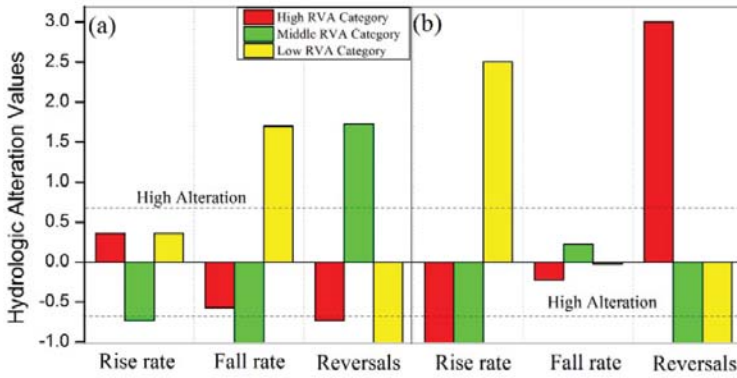 Hydrologic Alteration Values
3.0
2.5
2.0
1.5
1.0
0.5
0.0
-0.5
-1.0
(a)
High RVA Category
Middle RVA Category
Low RVA Category
(b)
High Alteration
High Alteration
Rise rate
Fall rate
Reversals
Rise rate
Fall rate
Reversals